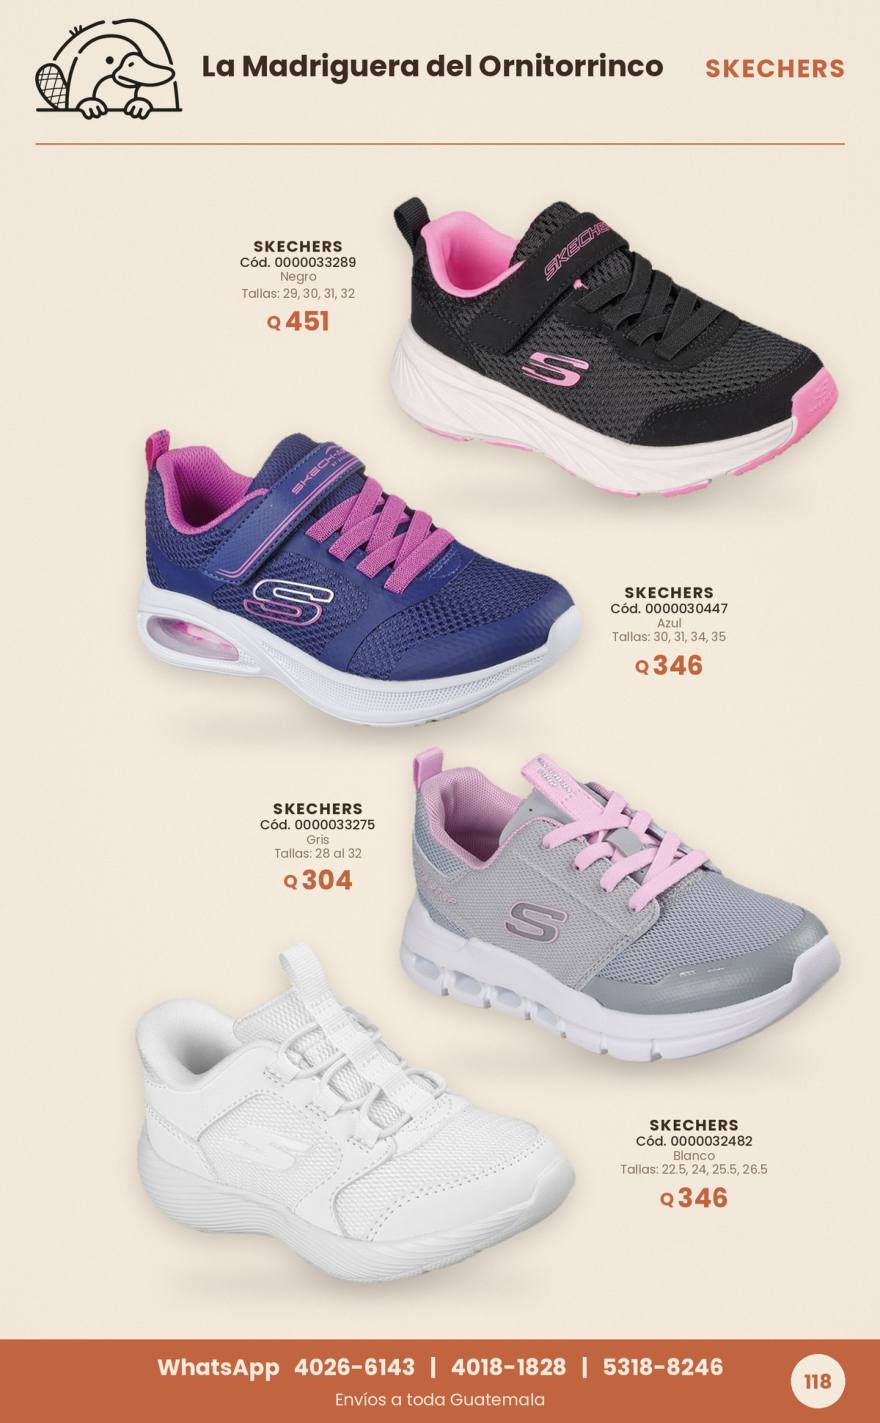 La Madriguera del Ornitorrinco
SKECHERS
SKECHERS
Cód. 0000033289
Negro
Tallas: 29, 30, 31, 32
Q 451
SKECHERS
SKECHERS
Cód. 0000030447
Azul
Tallas: 30, 31, 34, 35
Q 346
SKECHERS
Cód. 0000033275
Gris
Tallas: 28 al 32
Q 304
SKECHERS
Cód. 0000032482
Blanco
Tallas: 22.5, 24, 25.5, 26.5
Q 346
WhatsApp 4026-6143 | 4018-1828 | 5318-8246
Envíos a toda Guatemala
118